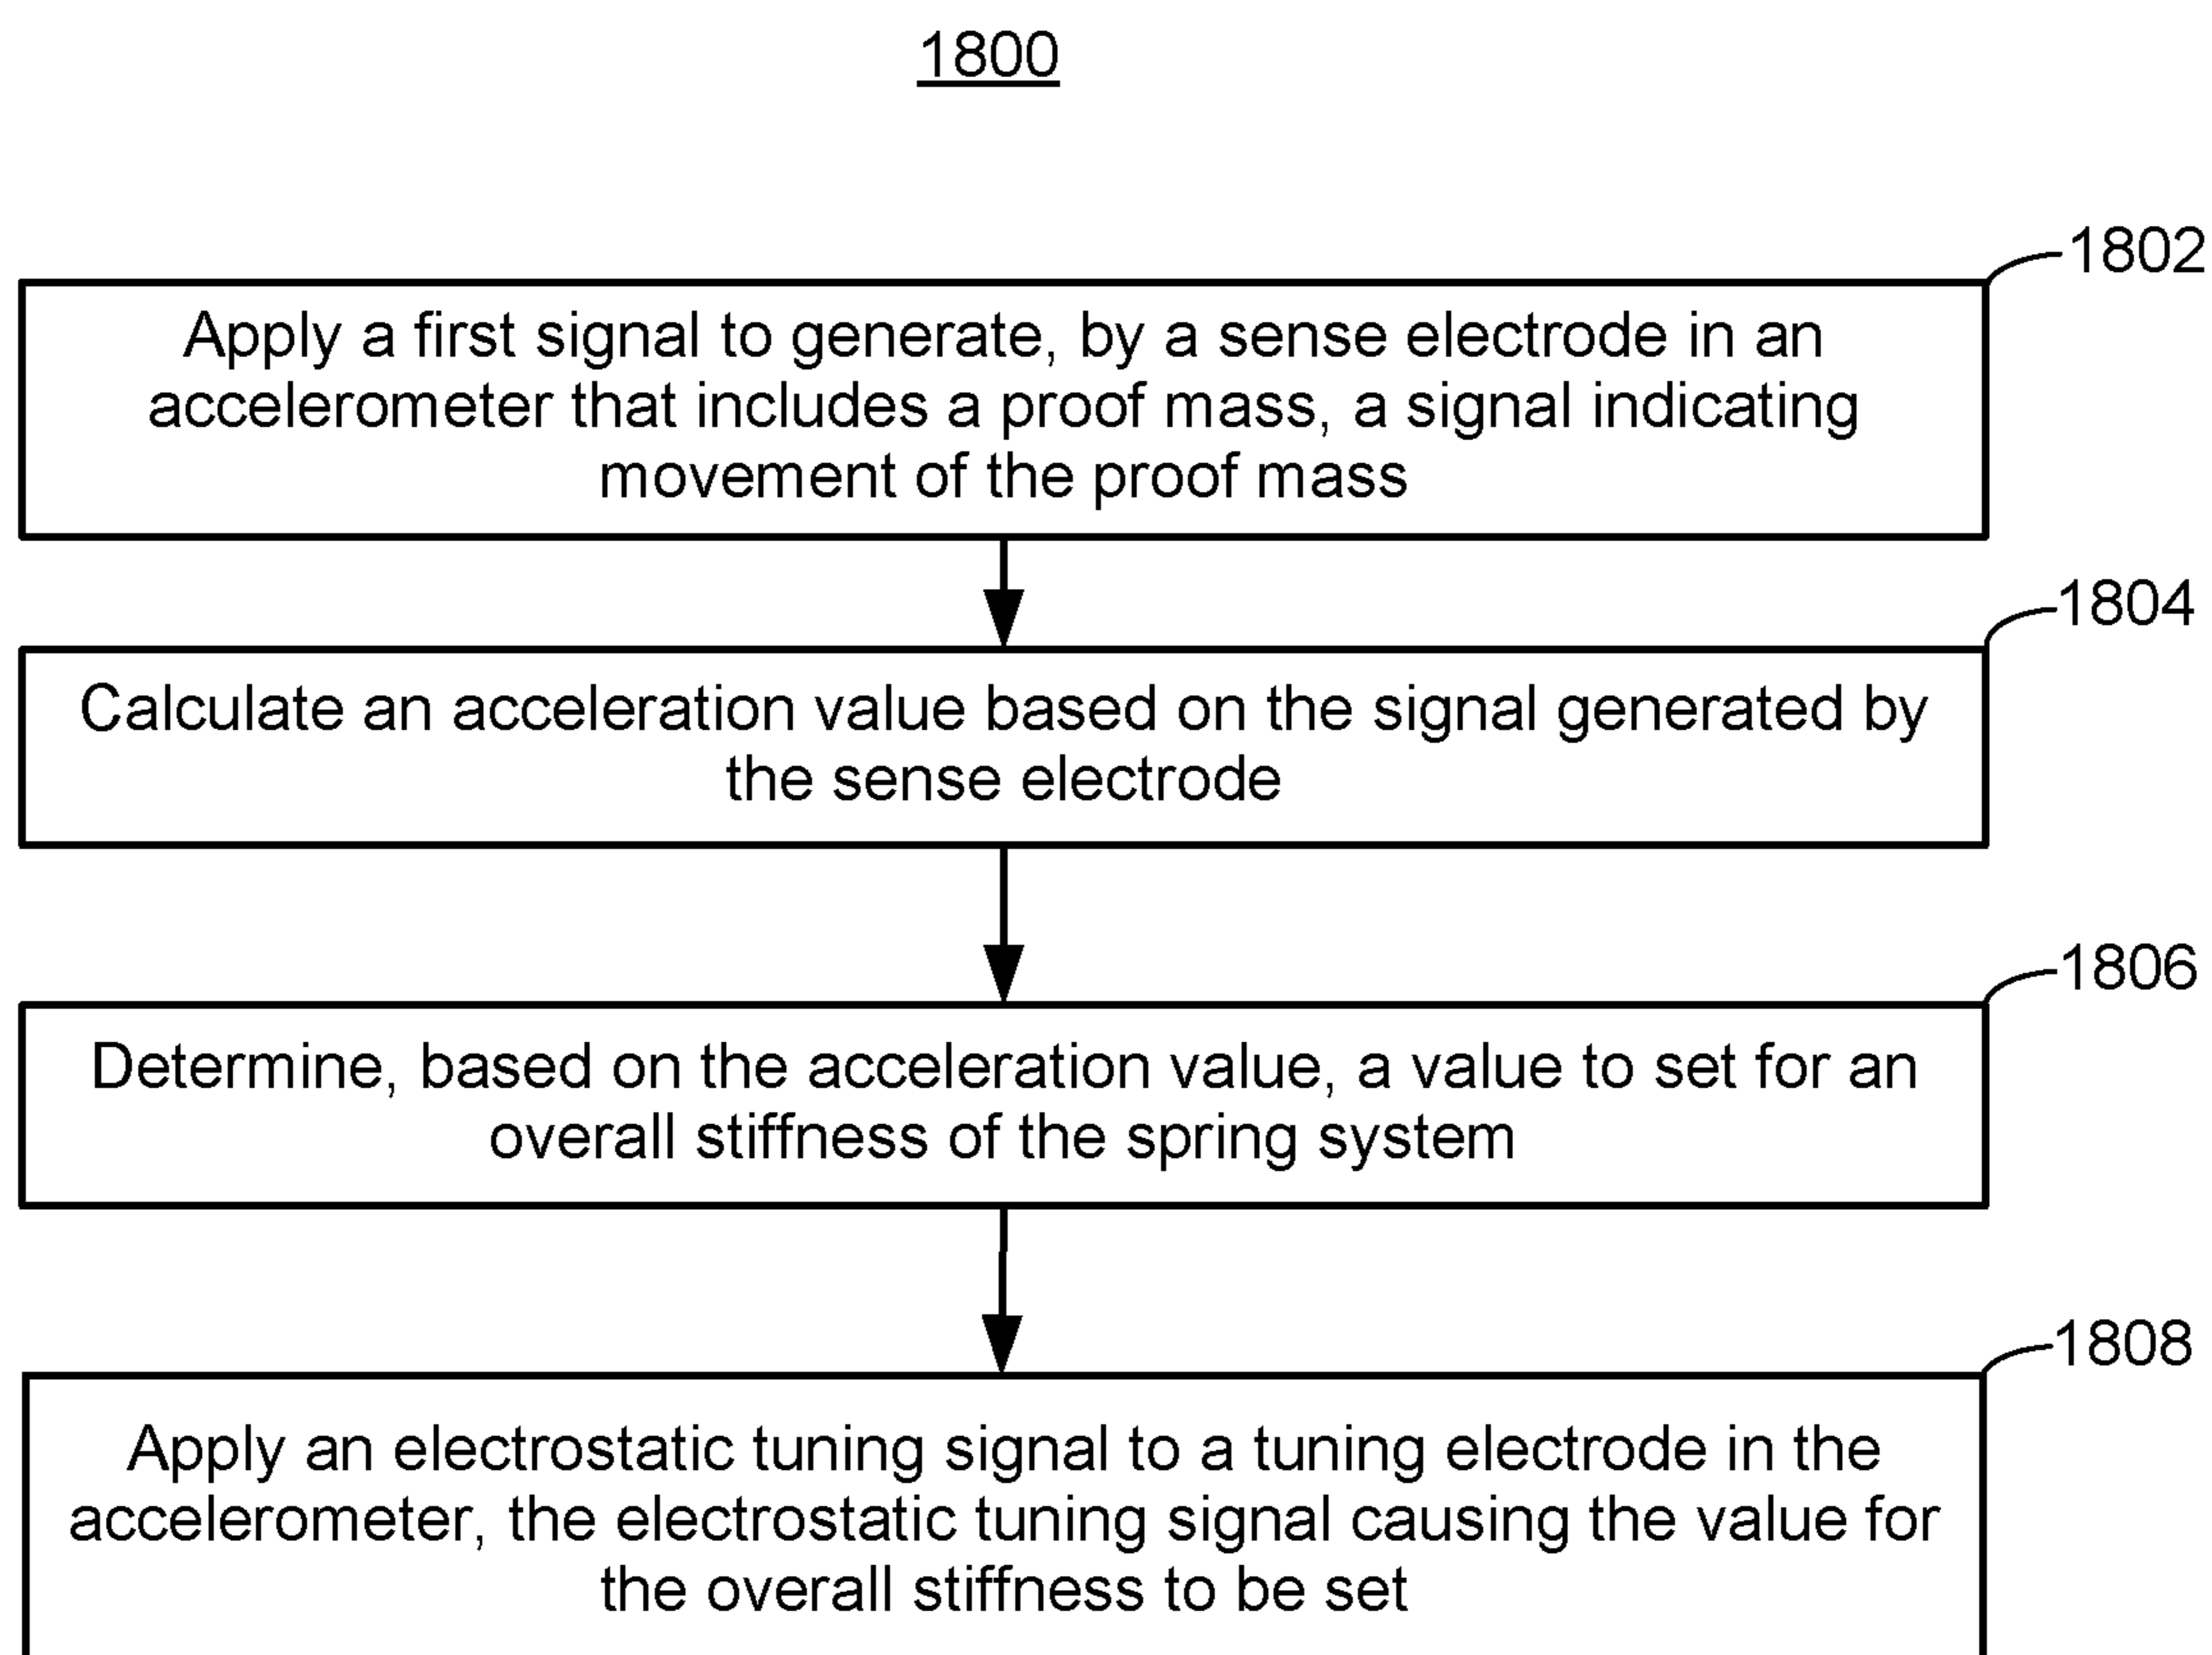 1800
1802
Apply a first signal to generate, by a sense electrode in an
accelerometer that includes a proof mass, a signal indicating
movement of the proof mass
1804
Calculate an acceleration value based on the signal generated by
the sense electrode
1806
Determine, based on the acceleration value, a value to set for an
overall stiffness of the spring system
1808
Apply an electrostatic tuning signal to a tuning electrode in the
accelerometer, the electrostatic tuning signal causing the value for
the overall stiffness to be set